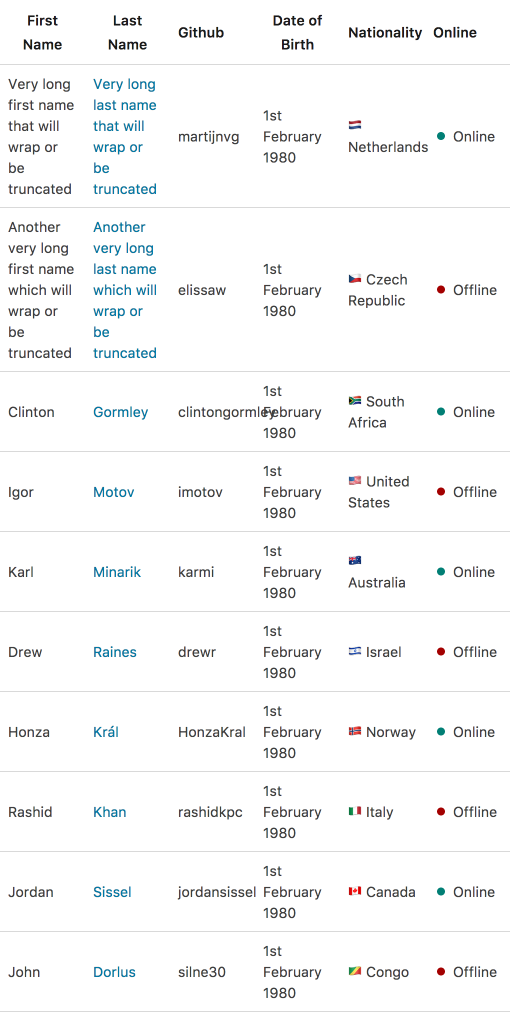 First
Name
Last
Name
Github
Date of
Birth
Nationality
Online
Very long
first name
that will
wrap or
be
truncated
Very long
last name
that will
wrap or
be
truncated
martijnvg
1st
February
1980
Netherlands
Online
Another
very long
first name
which will
wrap or
be
truncated
Another
very long
last name
which will
wrap or
be
truncated
elissaw
1st
February
1980
Czech
Republic
Offline
Clinton
Gormley
clintongormley
1st
February
1980
South
Africa
Online
Igor
Motov
imotov
1st
February
1980
United
States
Offline
Karl
Minarik
karmi
1st
February
1980
Australia
Online
Drew
Raines
drewr
1st
February
1980
Israel
Offline
Honza
Král
HonzaKral
1st
February
1980
Norway
Online
Rashid
Khan
rashidkpc
1st
February
1980
Italy
Offline
Jordan
Sissel
jordansissel
1st
February
1980
Canada
Online
John
Dorlus
silne30
1st
February
1980
Congo
Offline